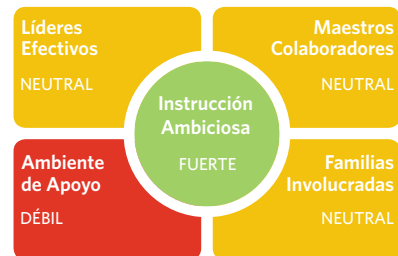 Líderes
Efectivos
NEUTRAL
Maestros
Colaboradores
NEUTRAL
Instrucción
Ambiciosa
FUERTE
Ambiente
de Apoyo
DÉBIL
Familias
Involucradas
NEUTRAL